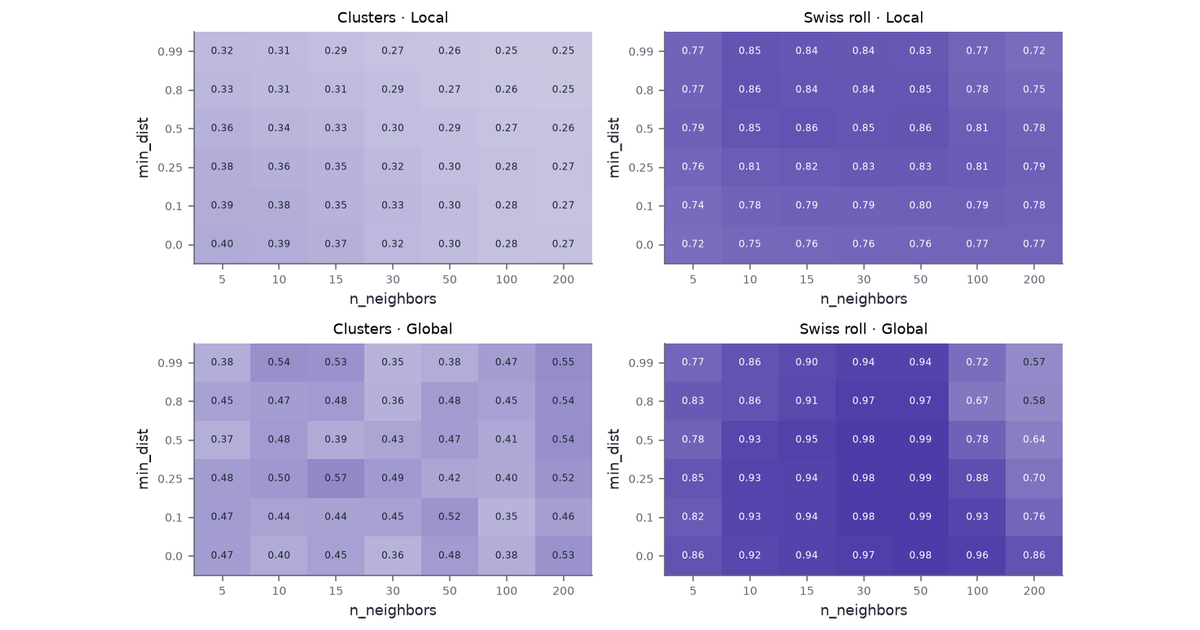 Clusters · Local
min_dist
0.99 0.32 0.31 0.29 0.27 0.26 0.25 0.25
0.8 0.33 0.31 0.31 0.29 0.27 0.26 0.25
0.5 0.36 0.34 0.33 0.30 0.29 0.27 0.26
0.25 0.38 0.36 0.35 0.32 0.30 0.28 0.27
0.1 0.39 0.38 0.35 0.33 0.30 0.28 0.27
0.0 0.40 0.39 0.37 0.32 0.30 0.28 0.27
5 10 15 30 50 100 200
n_neighbors
Swiss roll · Local
min_dist
0.99 0.77 0.85 0.84 0.84 0.83 0.77 0.72
0.8 0.77 0.86 0.84 0.84 0.85 0.78 0.75
0.5 0.79 0.85 0.86 0.85 0.86 0.81 0.78
0.25 0.76 0.81 0.82 0.83 0.83 0.81 0.79
0.1 0.74 0.78 0.79 0.79 0.80 0.79 0.78
0.0 0.72 0.75 0.76 0.76 0.76 0.77 0.77
5 10 15 30 50 100 200
n_neighbors
Clusters · Global
min_dist
0.99 0.38 0.54 0.53 0.35 0.38 0.47 0.55
0.8 0.45 0.47 0.48 0.36 0.48 0.45 0.54
0.5 0.37 0.48 0.39 0.43 0.47 0.41 0.54
0.25 0.48 0.50 0.57 0.49 0.42 0.40 0.52
0.1 0.47 0.44 0.44 0.45 0.52 0.35 0.46
0.0 0.47 0.40 0.45 0.36 0.48 0.38 0.53
5 10 15 30 50 100 200
n_neighbors
Swiss roll · Global
min_dist
0.99 0.77 0.86 0.90 0.94 0.94 0.72 0.57
0.8 0.83 0.86 0.91 0.97 0.97 0.67 0.58
0.5 0.78 0.93 0.95 0.98 0.99 0.78 0.64
0.25 0.85 0.93 0.94 0.98 0.99 0.88 0.70
0.1 0.82 0.93 0.94 0.98 0.99 0.93 0.76
0.0 0.86 0.92 0.94 0.97 0.98 0.96 0.86
5 10 15 30 50 100 200
n_neighbors